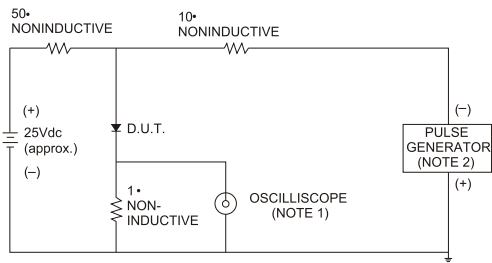 50•
NONINDUCTIVE
10•
NONINDUCTIVE
(+)
25Vdc
(approx.)
(–)
D.U.T.
1•
NON-
INDUCTIVE
OSCILLISCOPE
(NOTE 1)
(–)
PULSE
GENERATOR
(NOTE 2)
(+)